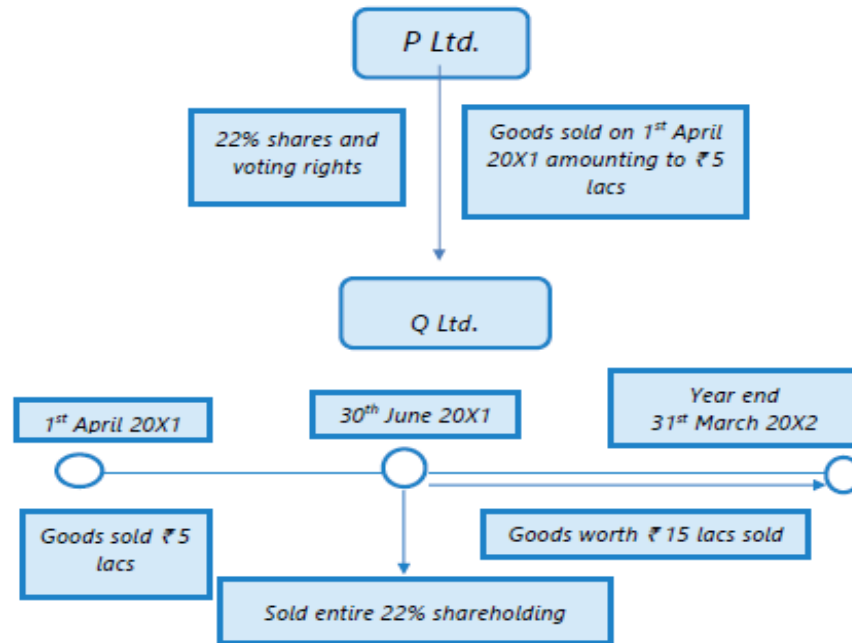 P Ltd.
22% shares and
voting rights
Goods sold on 1st April
20X1 amounting to ₹ 5
lacs
Q Ltd.
1st April 20X1
30th June 20X1
Year end
31st March 20X2
Goods sold ₹ 5
lacs
Goods worth ₹ 15 lacs sold
Sold entire 22% shareholding